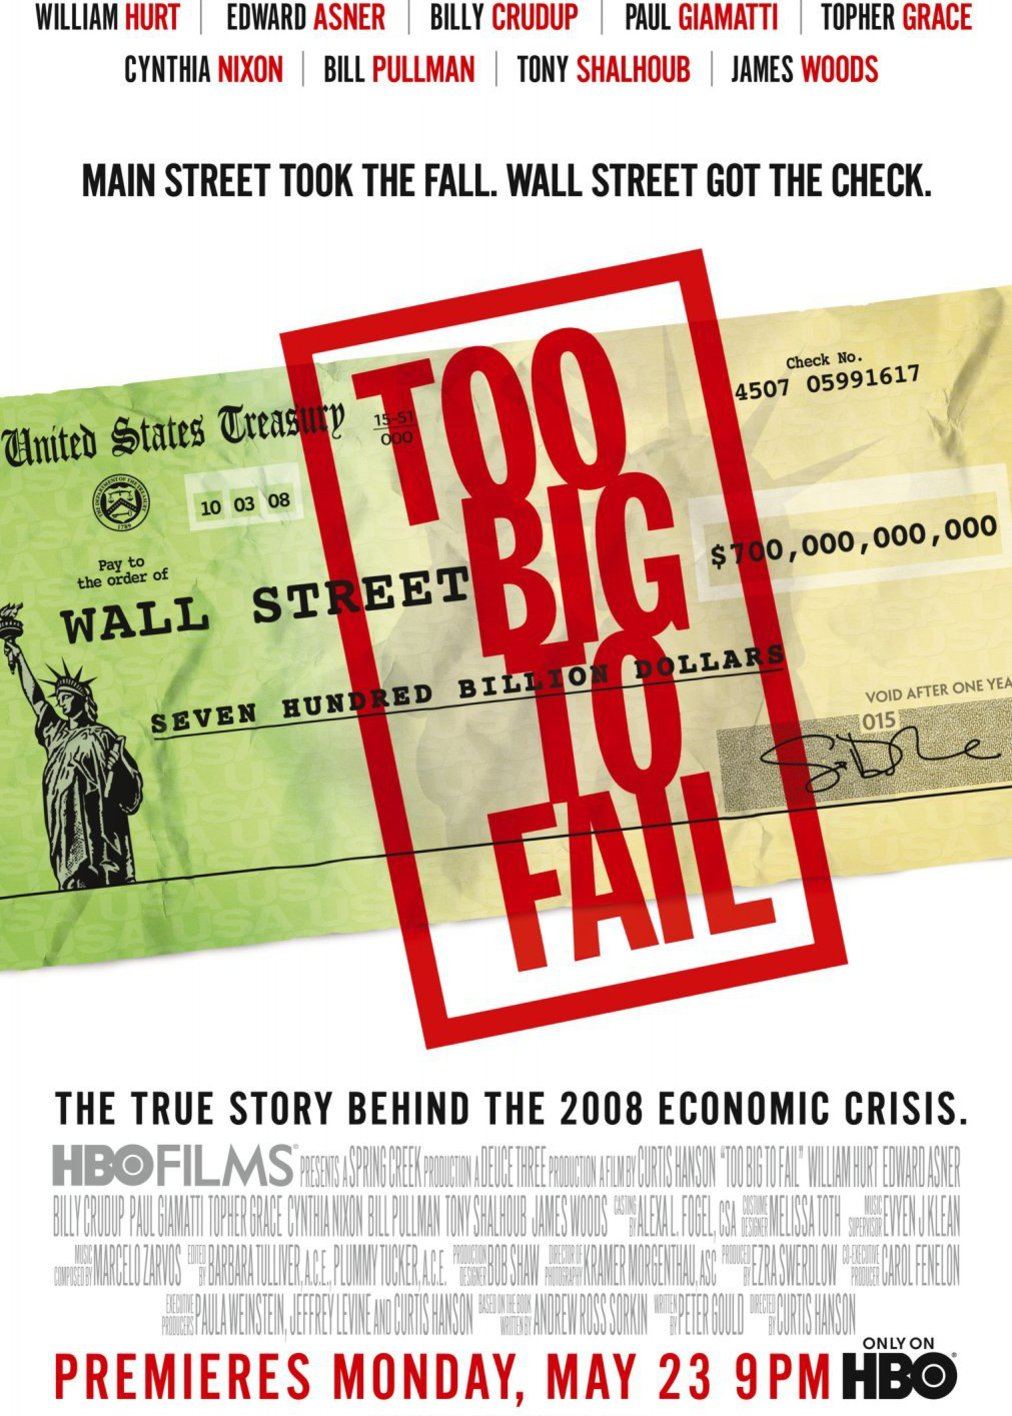 WILLIAM HURT | EDWARD ASNER | BILLY CRUDUP | PAUL GIAMATTI | TOPHER GRACE
CYNTHIA NIXON | BILL PULLMAN | TONY SHALHOUB | JAMES WOODS
MAIN STREET TOOK THE FALL. WALL STREET GOT THE CHECK.
United States Treasury
15-51
000
Check No.
4507 05991617
10 03 08
$700,000,000,000
Pay to
the order of
WALL STREET
SEVEN HUNDRED BILLION DOLLARS
VOID AFTER ONE YEA
015
TOO
BIG
TO
FAIL
THE TRUE STORY BEHIND THE 2008 ECONOMIC CRISIS.
HBO FILMS PRESENTS A SPRING CREEK PRODUCTION A DEUCE THREE PRODUCTION A FILM BY CURTIS HANSON "TOO BIG TO FAIL" WILLIAM HURT EDWARD ASNER
BILLY CRUDUP PAUL GIAMATTI TOPHER GRACE CYNTHIA NIXON BILL PULLMAN TONY SHALHOUB JAMES WOODS CASTING BY ALEXA L. FOGEL, CSA COSTUME DESIGNER MELISSA TOTH MUSIC SUPERVISOR EVYEN J KLEAN
MUSIC COMPOSED BY MARCELO ZARVOS EDITED BY BARBARA TULLIVER, A.C.E., PLUMMY TUCKER, A.C.E. PRODUCTION DESIGNER BOB SHAW DIRECTOR OF PHOTOGRAPHY KRAMER MORGENTHAU, ASC PRODUCED BY EZRA SWERDLOW CO-EXECUTIVE PRODUCER CAROL FENELON
EXECUTIVE PRODUCERS PAULA WEINSTEIN, JEFFREY LEVINE AND CURTIS HANSON BASED ON THE BOOK WRITTEN BY ANDREW ROSS SORKIN WRITTEN BY PETER GOULD DIRECTED BY CURTIS HANSON
PREMIERES MONDAY, MAY 23 9PM ONLY ON HBO